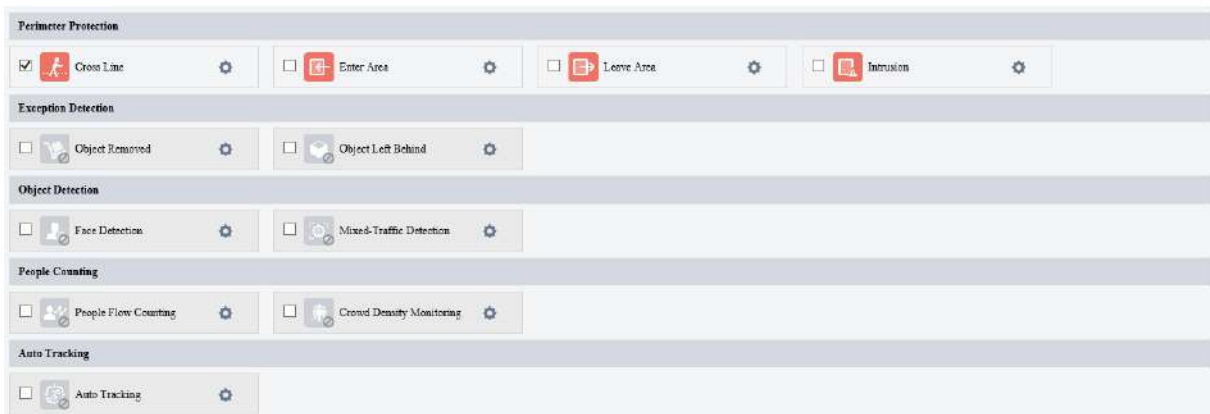 Perimeter Protection
Cross Line Enter Area Leave Area Intrusion
Exception Detection
Object Removed Object Left Behind
Object Detection
Face Detection Mixed-Traffic Detection
People Counting
People Flow Counting Crowd Density Monitoring
Auto Tracking
Auto Tracking